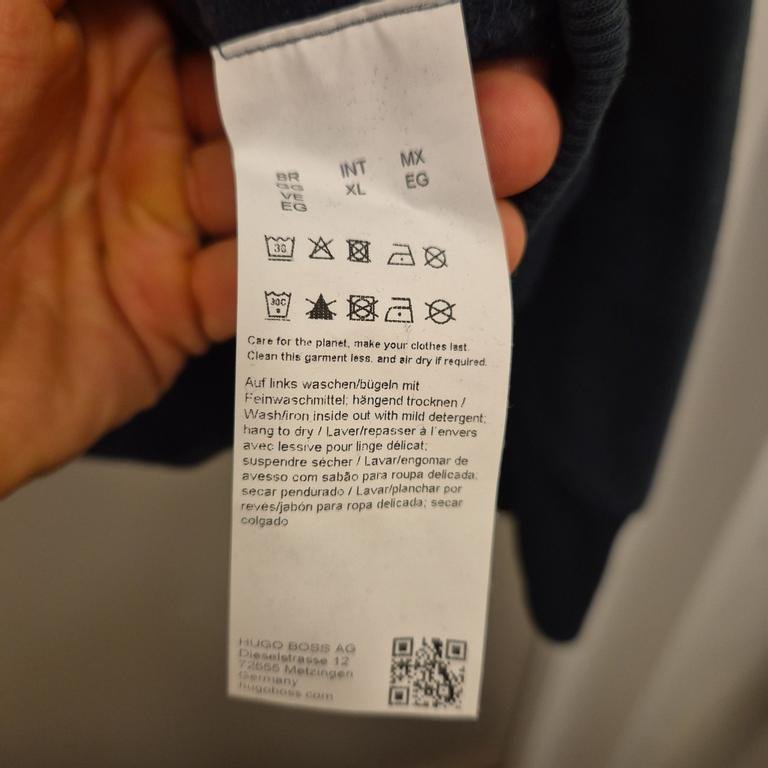 BR INT MX
GG XL EG
VE
EG
30
30C
Care for the planet, make your clothes last.
Clean this garment less, and air dry if required.
Auf links waschen/bügeln mit
Feinwaschmittel; hängend trocknen /
Wash/iron inside out with mild detergent;
hang to dry / Laver/repasser à l'envers
avec lessive pour linge délicat;
suspendre sécher / Lavar/engomar de
avesso com sabão para roupa delicada;
secar pendurado / Lavar/planchar por
revés/jabón para ropa delicada; secar
colgado
HUGO BOSS AG
Dieselstrasse 12
72555 Metzingen
Germany
hugoboss.com